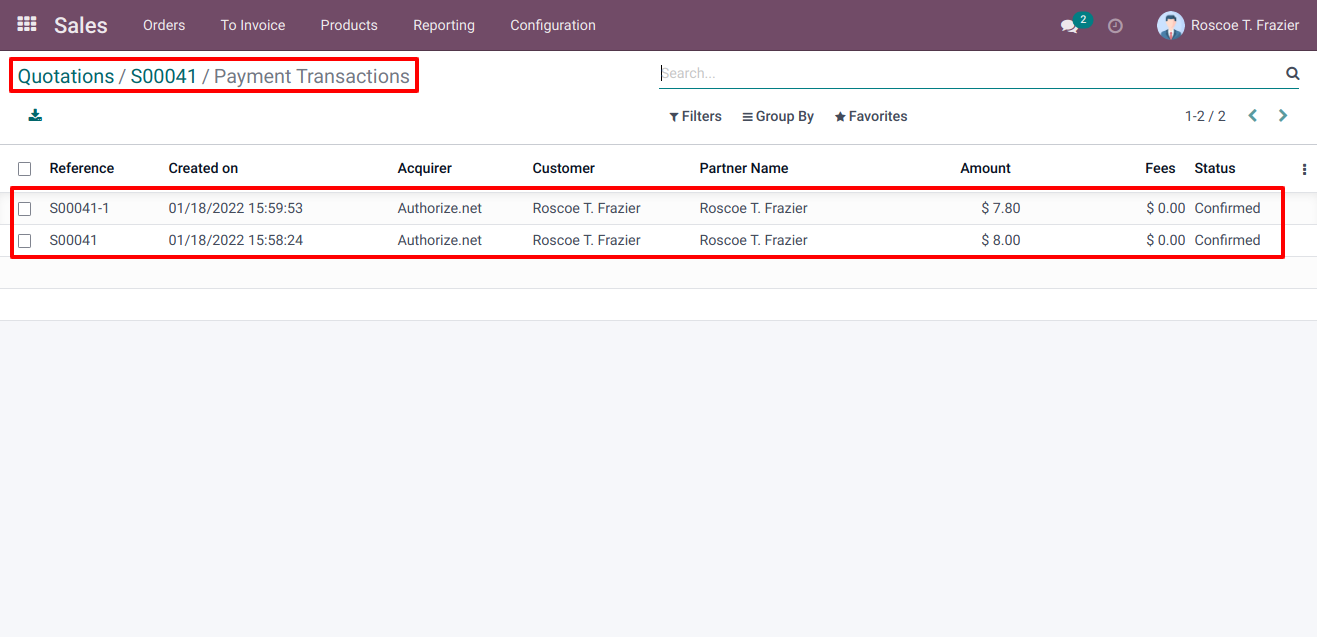 Sales Orders To Invoice Products Reporting Configuration 2 Roscoe T. Frazier
Quotations / S00041 / Payment Transactions Search...
Filters Group By Favorites 1-2 / 2
Reference Created on Acquirer Customer Partner Name Amount Fees Status
S00041-1 01/18/2022 15:59:53 Authorize.net Roscoe T. Frazier Roscoe T. Frazier $ 7.80 $ 0.00 Confirmed
S00041 01/18/2022 15:58:24 Authorize.net Roscoe T. Frazier Roscoe T. Frazier $ 8.00 $ 0.00 Confirmed